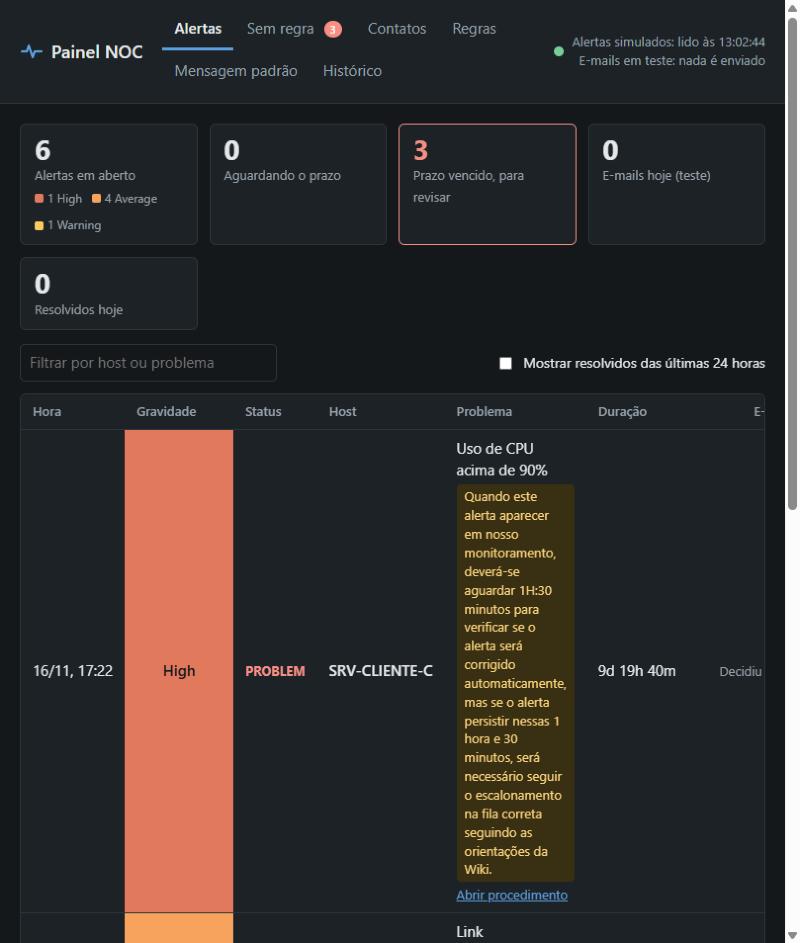 Painel NOC
Alertas
Sem regra 3
Contatos
Regras
Mensagem padrão
Histórico
Alertas simulados: lido às 13:02:44
E-mails em teste: nada é enviado
6
Alertas em aberto
1 High 4 Average
1 Warning
0
Aguardando o prazo
3
Prazo vencido, para
revisar
0
E-mails hoje (teste)
0
Resolvidos hoje
Filtrar por host ou problema
Mostrar resolvidos das últimas 24 horas
Hora Gravidade Status Host Problema Duração E-
16/11, 17:22
High
PROBLEM
SRV-CLIENTE-C
Uso de CPU
acima de 90%
Quando este
alerta aparecer
em nosso
monitoramento,
deverá-se
aguardar 1H:30
minutos para
verificar se o
alerta será
corrigido
automaticamente,
mas se o alerta
persistir nessas 1
hora e 30
minutos, será
necessário seguir
o escalonamento
na fila correta
seguindo as
orientações da
Wiki.
Abrir procedimento
9d 19h 40m
Decidiu
Link